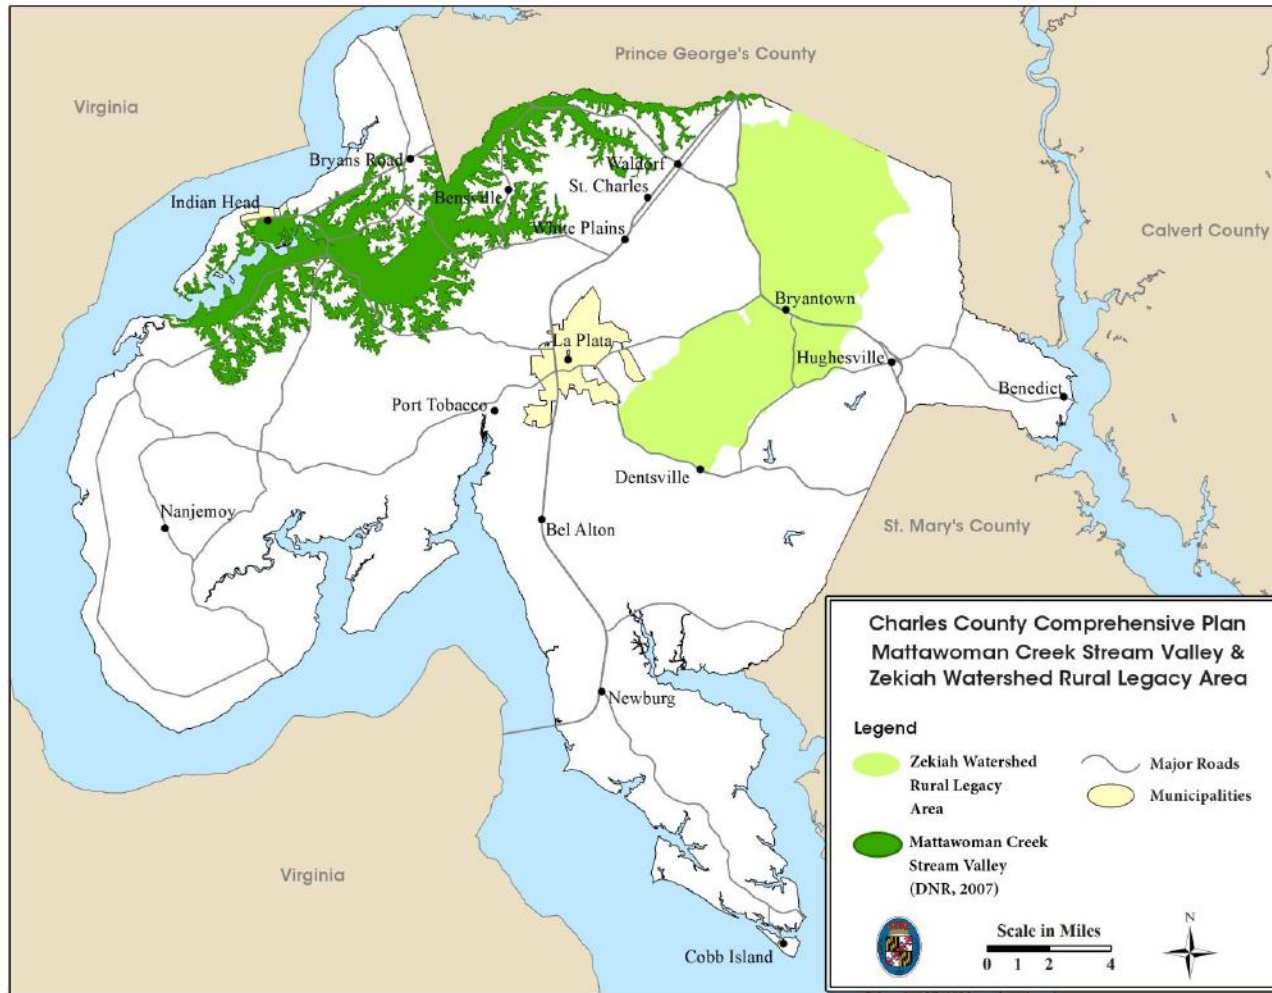 Prince George's County
Virginia
Bryans Road
Waldorf
St. Charles
Bensville
Indian Head
White Plains
Calvert County
Bryantown
La Plata
Hughesville
Benedict
Port Tobacco
Dentsville
Nanjemoy
Bel Alton
St. Mary's County
Newburg
Virginia
Cobb Island
Charles County Comprehensive Plan
Mattawoman Creek Stream Valley &
Zekiah Watershed Rural Legacy Area
Legend
Zekiah Watershed
Rural Legacy
Area
Mattawoman Creek
Stream Valley
(DNR, 2007)
Major Roads
Municipalities
Scale in Miles
0 1 2 4
N